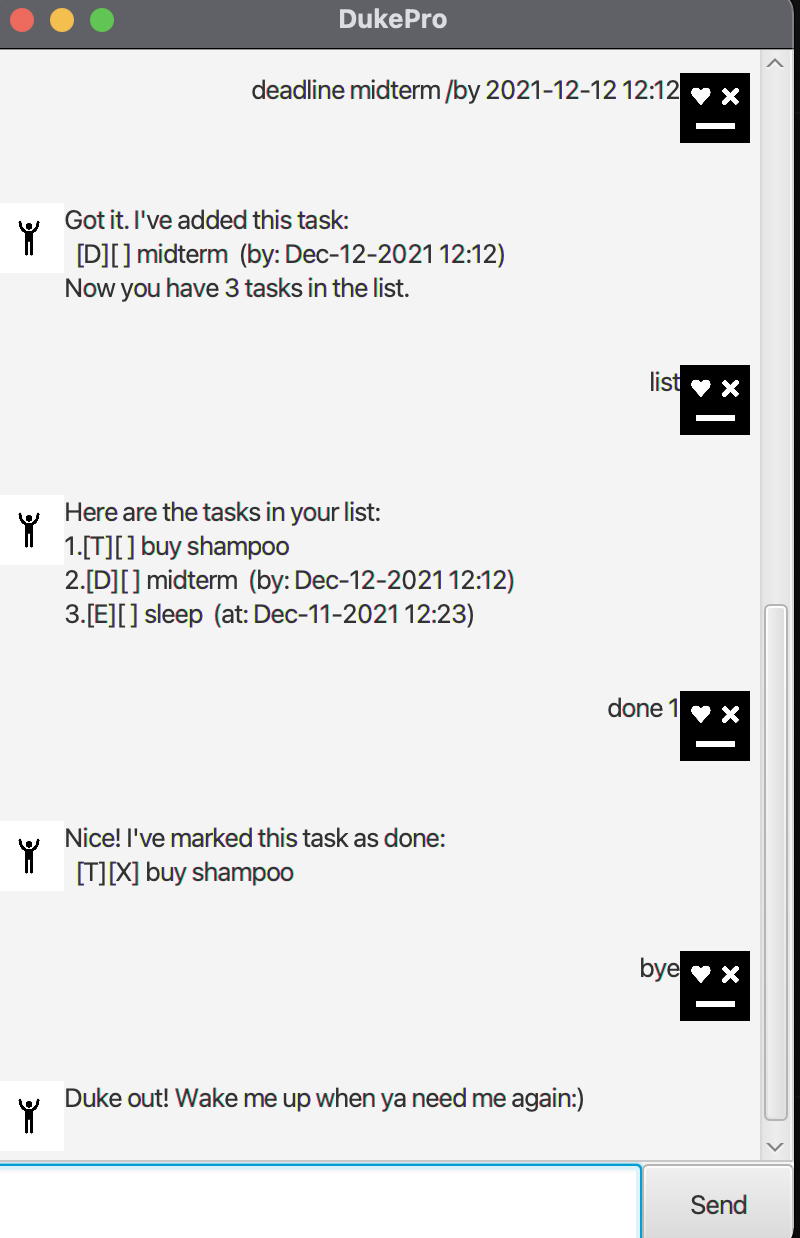 DukePro
deadline midterm /by 2021-12-12 12:12
Got it. I've added this task:
[D][ ] midterm  (by: Dec-12-2021 12:12)
Now you have 3 tasks in the list.
list
Here are the tasks in your list:
1.[T][ ] buy shampoo
2.[D][ ] midterm  (by: Dec-12-2021 12:12)
3.[E][ ] sleep  (at: Dec-11-2021 12:23)
done 1
Nice! I've marked this task as done:
[T][X] buy shampoo
bye
Duke out! Wake me up when ya need me again:)
Send